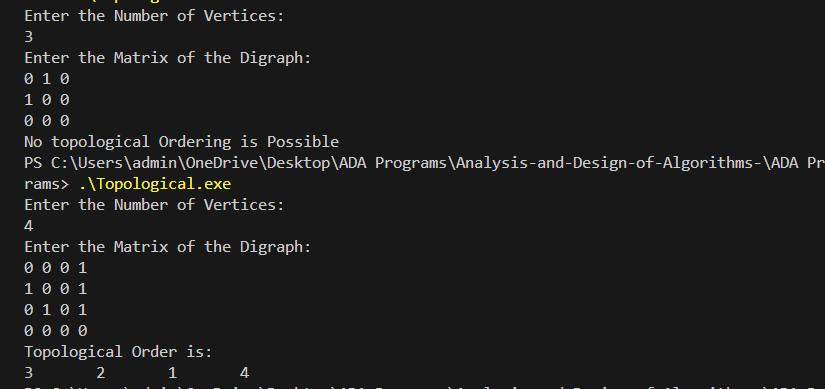 Enter the Number of Vertices:
3
Enter the Matrix of the Digraph:
0 1 0
1 0 0
0 0 0
No topological Ordering is Possible
PS C:\Users\admin\OneDrive\Desktop\ADA Programs\Analysis-and-Design-of-Algorithms-\ADA Pr
rams> .\Topological.exe
Enter the Number of Vertices:
4
Enter the Matrix of the Digraph:
0 0 0 1
1 0 0 1
0 1 0 1
0 0 0 0
Topological Order is:
3 2 1 4